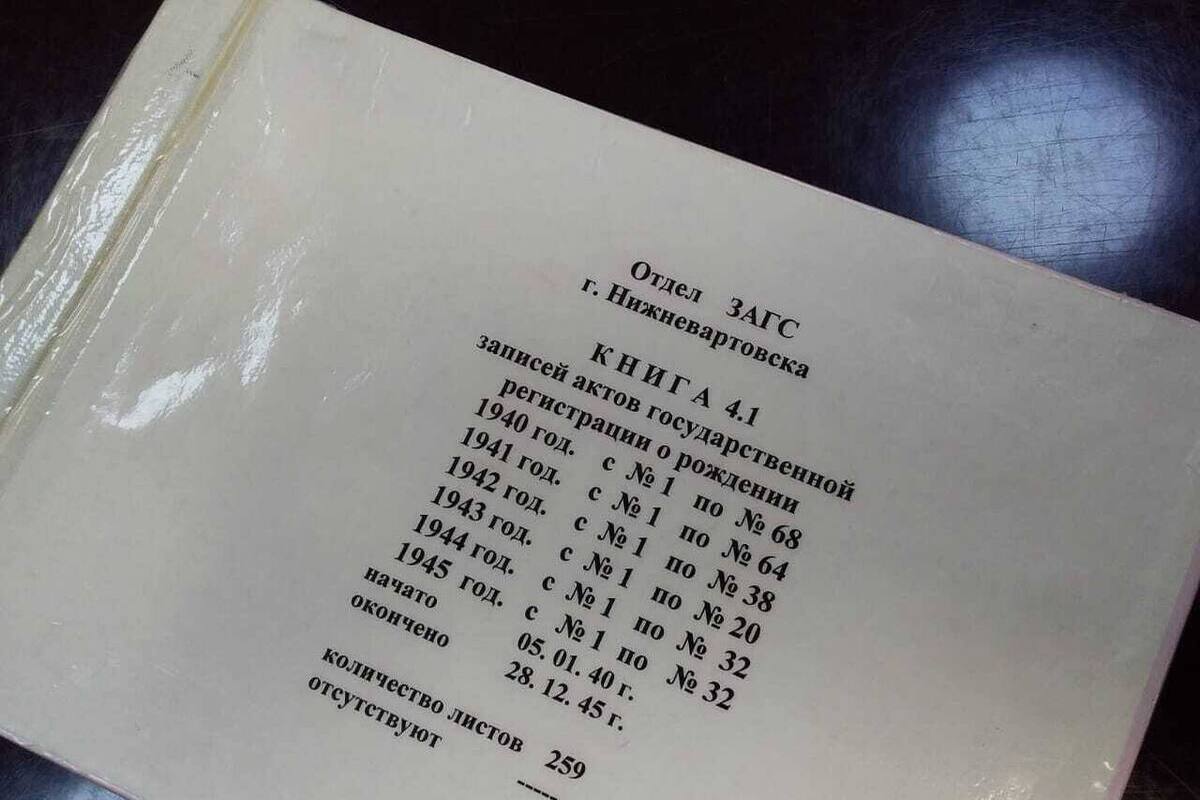 Отдел ЗАГС
г. Нижневартовска
КНИГА 4.1
записей актов государственной
регистрации о рождении
1940 год. с № 1 по № 68
1941 год. с № 1 по № 64
1942 год. с № 1 по № 38
1943 год. с № 1 по № 20
1944 год. с № 1 по № 32
1945 год. с № 1 по № 32
начато 05. 01. 40 г.
окончено 28. 12. 45 г.
количество листов 259
отсутствуют -----